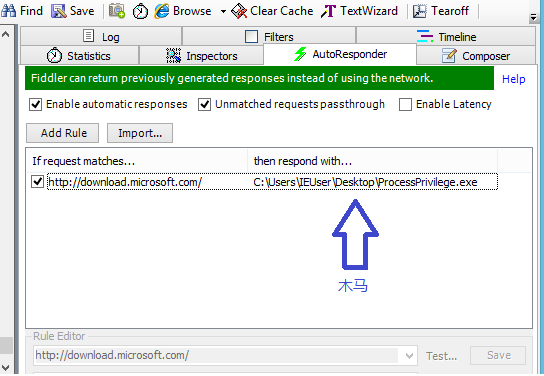 Find Save Browse Clear Cache TextWizard Tearoff
Log Filters Timeline
Statistics Inspectors AutoResponder Composer
Fiddler can return previously generated responses instead of using the network. Help
Enable automatic responses Unmatched requests passthrough Enable Latency
Add Rule Import...
If request matches... then respond with...
http://download.microsoft.com/ C:\Users\IEUser\Desktop\ProcessPrivilege.exe
木马
Rule Editor
http://download.microsoft.com/ Test... Save